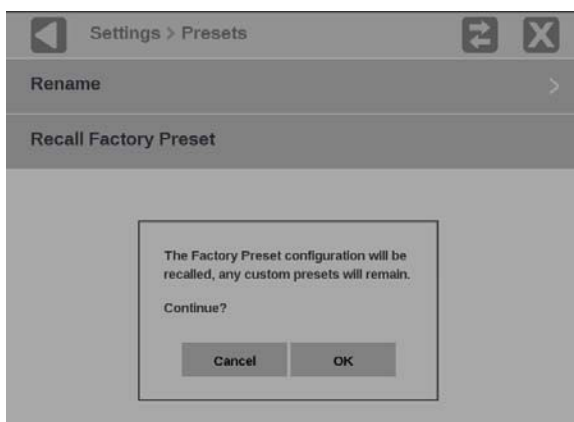 Settings > Presets
Rename
Recall Factory Preset
The Factory Preset configuration will be
recalled, any custom presets will remain.
Continue?
Cancel OK